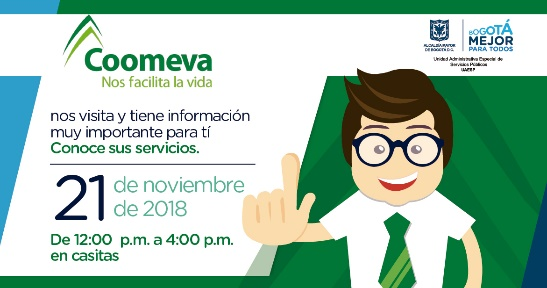 Coomeva
Nos facilita la vida
ALCALDÍA MAYOR
DE BOGOTÁ D.C.
BOGOTÁ
MEJOR
PARA TODOS
Unidad Administrativa Especial de
Servicios Públicos
UAESP
nos visita y tiene información
muy importante para tí
Conoce sus servicios.
21 de noviembre
de 2018
De 12:00 p.m. a 4:00 p.m.
en casitas